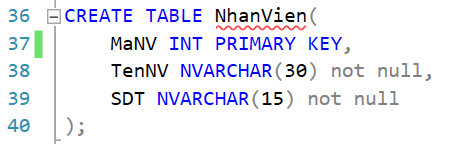 36 CREATE TABLE NhanVien(
37 MaNV INT PRIMARY KEY,
38 TenNV NVARCHAR(30) not null,
39 SDT NVARCHAR(15) not null
40 );